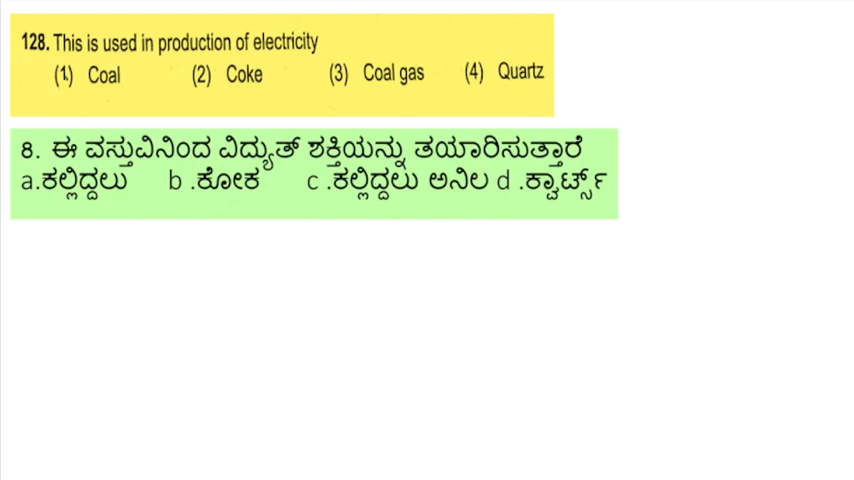 128. This is used in production of electricity
(1) Coal (2) Coke (3) Coal gas (4) Quartz
8. ಈ ವಸ್ತುವಿನಿಂದ ವಿದ್ಯುತ್ ಶಕ್ತಿಯನ್ನು ತಯಾರಿಸುತ್ತಾರೆ
a.ಕಲ್ಲಿದ್ದಲು b .ಕೋಕ c .ಕಲ್ಲಿದ್ದಲು ಅನಿಲ d .ಕ್ವಾರ್ಟ್ಸ್